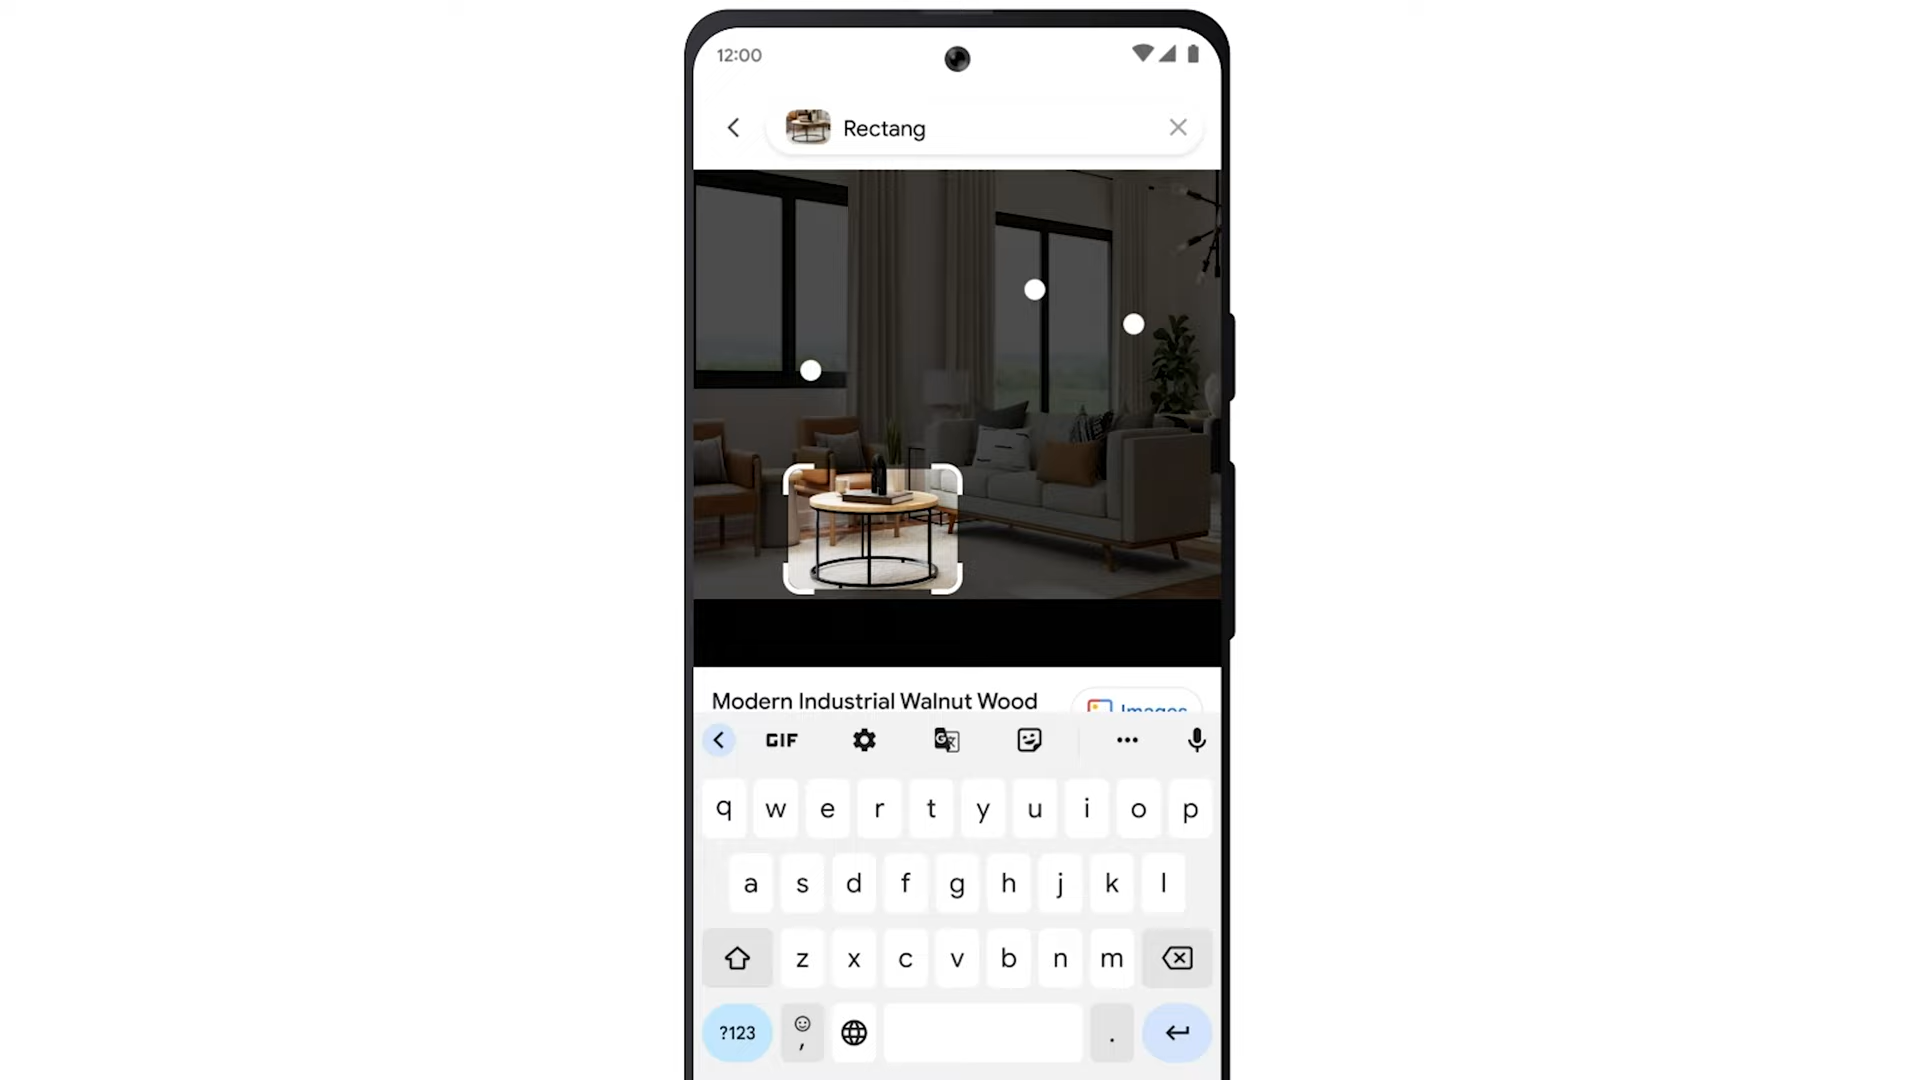 12:00
Rectang
Modern Industrial Walnut Wood
Images
GIF
q w e r t y u i o p
a s d f g h j k l
z x c v b n m
?123 , .